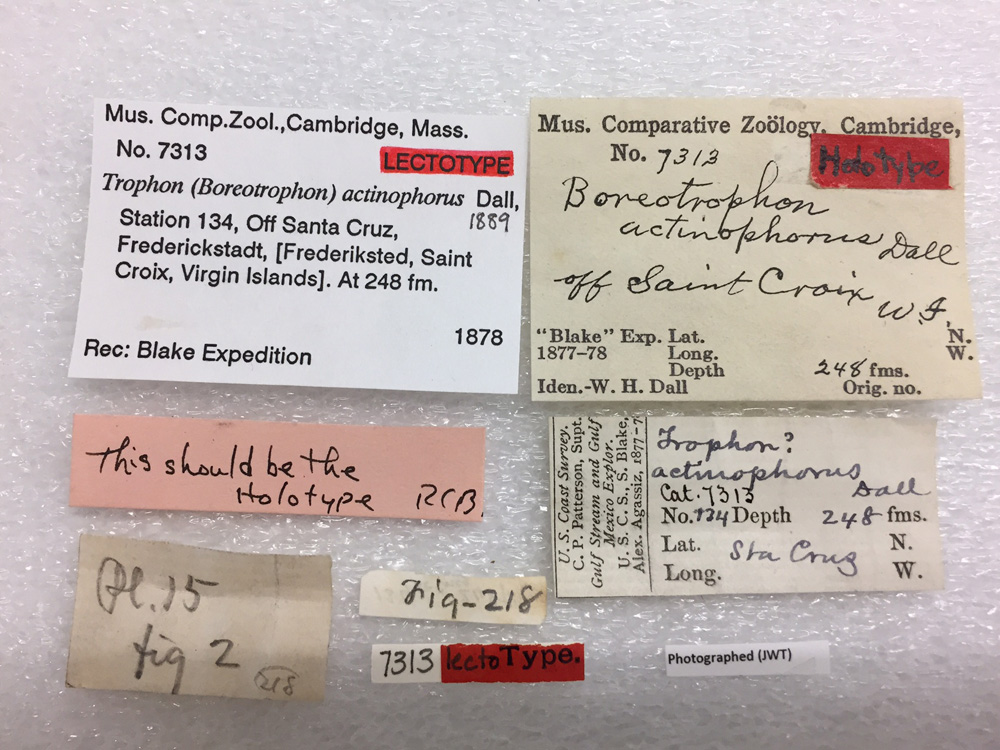 Mus. Comp.Zool.,Cambridge, Mass.
No. 7313
LECTOTYPE
Trophon (Boreotrophon) actinophorus Dall,
1889
Station 134, Off Santa Cruz,
Frederickstadt, [Frederiksted, Saint
Croix, Virgin Islands]. At 248 fm.
1878
Rec: Blake Expedition
Mus. Comparative Zoölogy, Cambridge,
No. 7313
Holotype
Boreotrophon
actinophorus Dall
off Saint Croix W.I.
"Blake" Exp. Lat. N.
1877-78 Long. W.
Depth 248 fms.
Iden.-W. H. Dall Orig. no.
This should be the
Holotype RCB.
U. S. Coast Survey.
C. P. Patterson, Supt.
Gulf Stream and Gulf
Mexico Explor.
U. S. C. S., S. Blake,
Alex. Agassiz, 1877-7
Trophon?
actinophorus
Dall
Cat. 7313
No. 134 Depth 248 fms.
Lat. Sta Cruz N.
Long. W.
Pl. 15
fig 2
218
Fig-218
7313 lectoType.
Photographed (JWT)